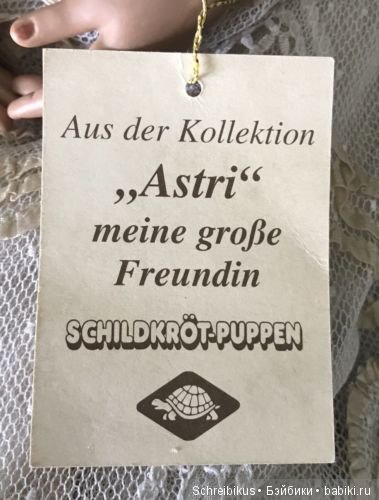 Aus der Kollektion
„Astri“
meine große
Freundin
SCHILDKRÖT-PUPPEN
Schreibikus • Бэйбики • babiki.ru